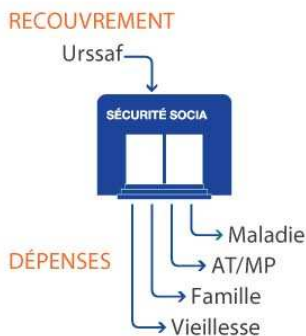 RECOUVREMENT
Urssaf
SÉCURITÉ SOCIA
DÉPENSES
Maladie
AT/MP
Famille
Vieillesse